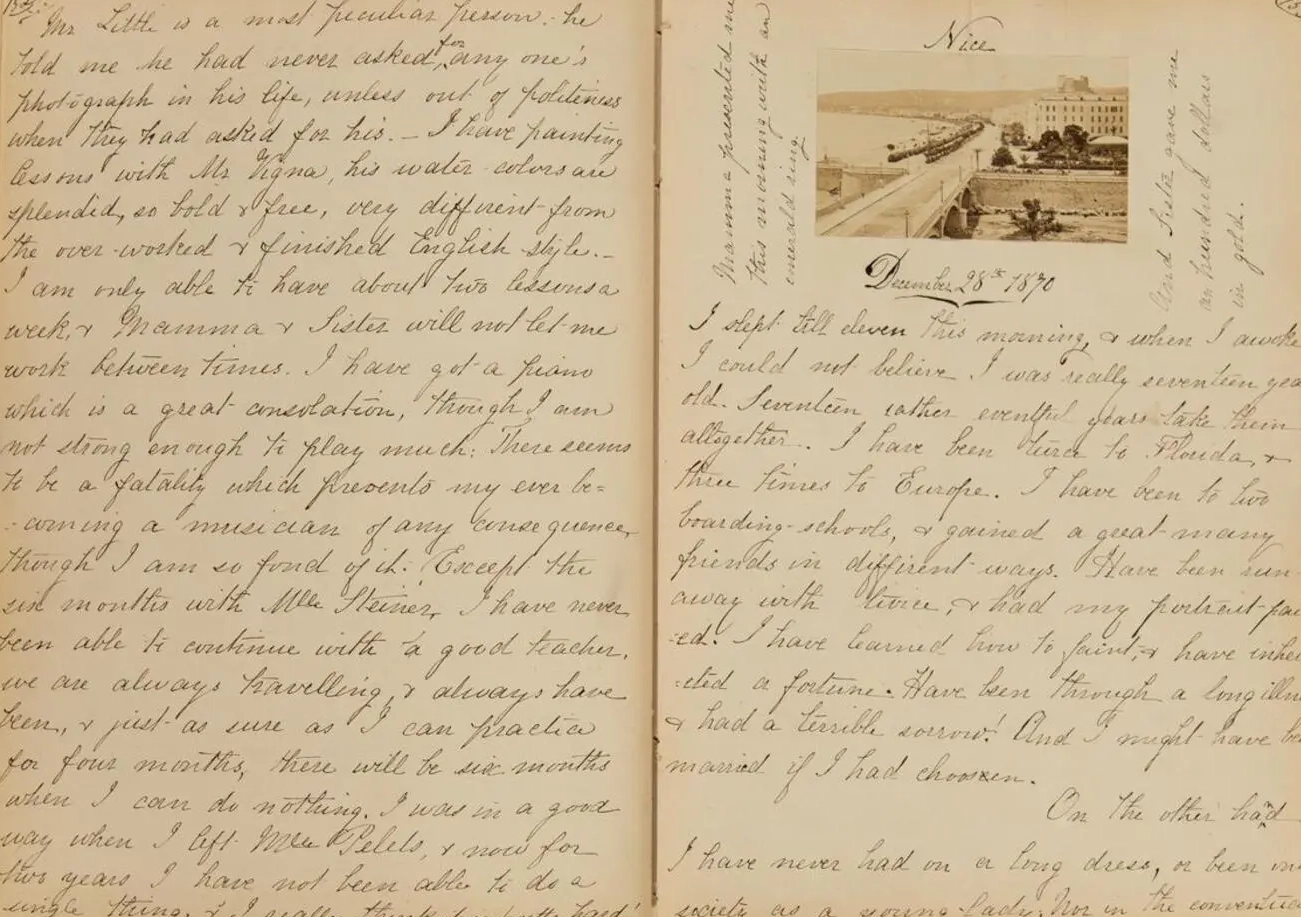 Mr. Little is a most peculiar person. he
told me he had never asked for any one's
photograph in his life, unless out of politeness
when they had asked for his. — I have painting
lessons with Mr Vigna, his water-colors are
splendid, so bold & free, very different from
the over-worked & finished English style. —
I am only able to have about two lessons a
week, & Mamma & Sister will not let me
work between times. I have got a piano
which is a great consolation, though I am
not strong enough to play much. There seems
to be a fatality which prevents my ever be=
=coming a musician of any consequence,
though I am so fond of it. Except the
six months with Mlle Steiner, I have never
been able to continue with a good teacher.
we are always travelling, & always have
been, & just as sure as I can practice
for four months, there will be six months
when I can do nothing. I was in a good
way when I left Mlle Pelets, & now for
two years I have not been able to do a
single thing, & I really think
Mamma presented me
this morning with an
emerald ring.
Nice
And Sister gave me
an hundred dollars
in gold.
December 28th 1870
I slept till eleven this morning, & when I awoke
I could not believe I was really seventeen yea
old. Seventeen rather eventful years take them
altogether. I have been twice to Florida, &
three times to Europe. I have been to two
boarding-schools, & gained a great many
friends in different ways. Have been run-
away with twice, & had my portrait pai
=ed. I have learned how to faint, & have inhe
=ited a fortune. Have been through a long illn
& had a terrible sorrow! And I might have be
married if I had choosen.
On the other hand
I have never had on a long dress, or been in
society as a young lady. Nor in the conventio